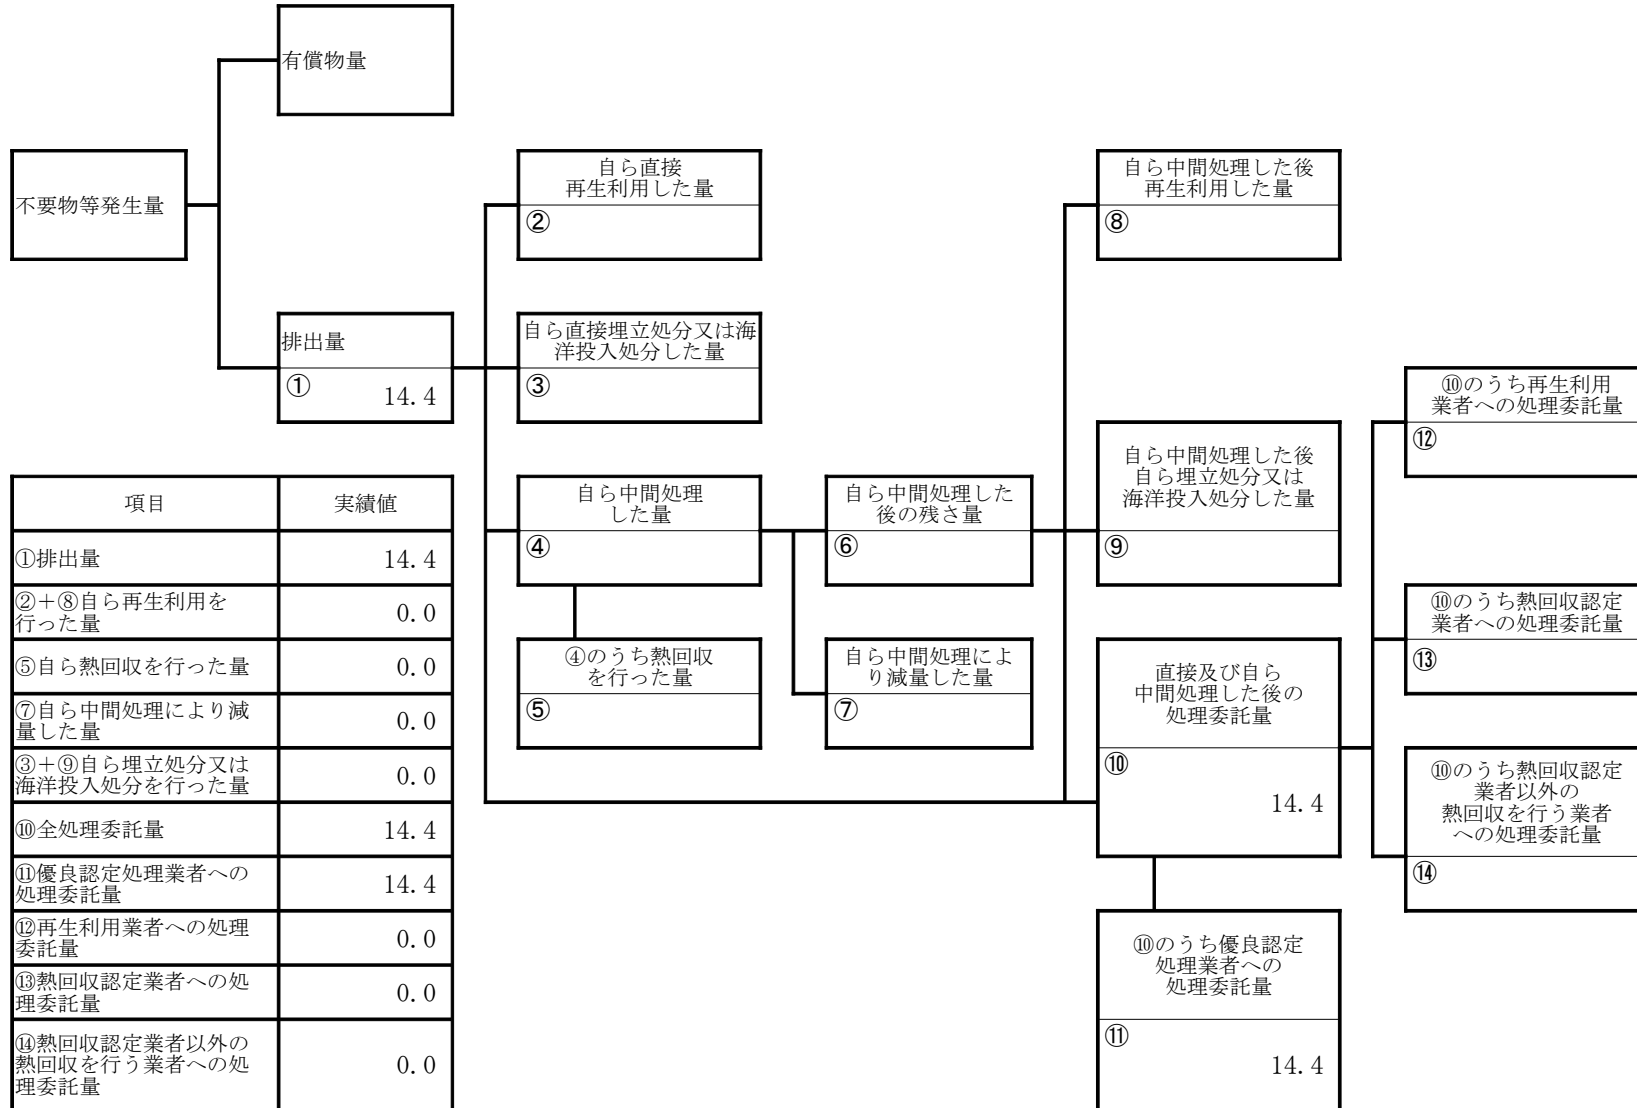 有償物量
不要物等発生量
自ら直接
再生利用した量
②
自ら中間処理した後
再生利用した量
⑧
排出量
① 14.4
自ら直接埋立処分又は海
洋投入処分した量
③
⑩のうち再生利用
業者への処理委託量
⑫
自ら中間処理
した量
④
自ら中間処理した
後の残さ量
⑥
自ら中間処理した後
自ら埋立処分又は
海洋投入処分した量
⑨
⑩のうち熱回収認定
業者への処理委託量
⑬
④のうち熱回収
を行った量
⑤
自ら中間処理によ
り減量した量
⑦
直接及び自ら
中間処理した後の
処理委託量
⑩
14.4
⑩のうち熱回収認定
業者以外の
熱回収を行う業者
への処理委託量
⑭
⑩のうち優良認定
処理業者への
処理委託量
⑪
14.4
項目 実績値
①排出量 14.4
②＋⑧自ら再生利用を
行った量 0.0
⑤自ら熱回収を行った量 0.0
⑦自ら中間処理により減
量した量 0.0
③＋⑨自ら埋立処分又は
海洋投入処分を行った量 0.0
⑩全処理委託量 14.4
⑪優良認定処理業者への
処理委託量 14.4
⑫再生利用業者への処理
委託量 0.0
⑬熱回収認定業者への処
理委託量 0.0
⑭熱回収認定業者以外の
熱回収を行う業者への処
理委託量 0.0